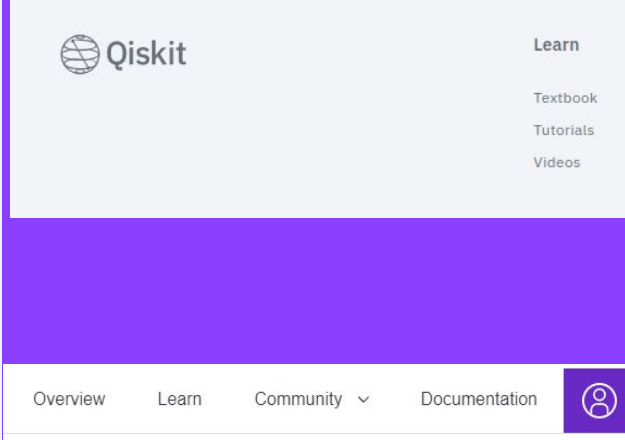 Qiskit
Learn
Textbook
Tutorials
Videos
Overview Learn Community Documentation